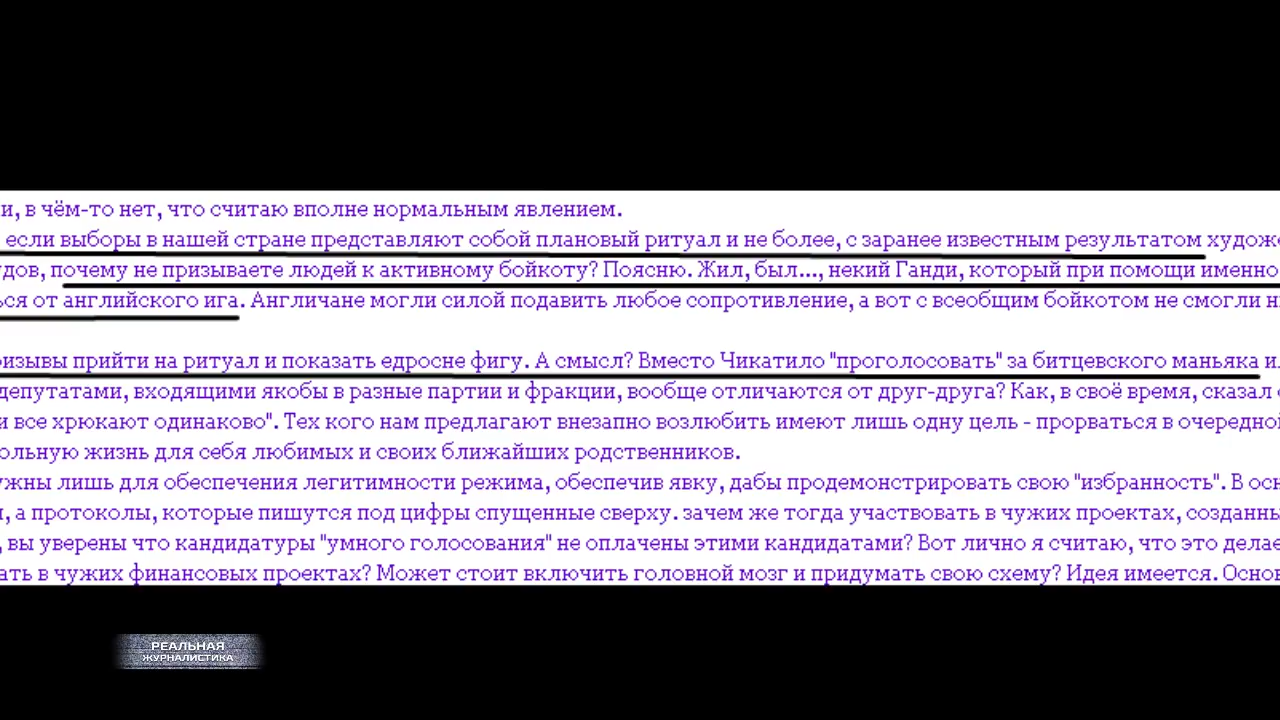 и, в чём-то нет, что считаю вполне нормальным явлением.
если выборы в нашей стране представляют собой плановый ритуал и не более, с заранее известным результатом худож
удов, почему не призываете людей к активному бойкоту? Поясню. Жил, был..., некий Ганди, который при помощи именно
ься от английского ига. Англичане могли силой подавить любое сопротивление, а вот с всеобщим бойкотом не смогли н
ризывы прийти на ритуал и показать едросне фигу. А смысл? Вместо Чикатило "проголосовать" за битцевского маньяка и
депутатами, входящими якобы в разные партии и фракции, вообще отличаются от друг-друга? Как, в своё время, сказал
и все хрюкают одинаково". Тех кого нам предлагают внезапно возлюбить имеют лишь одну цель - прорваться в очередно
ольную жизнь для себя любимых и своих ближайших родственников.
ужны лишь для обеспечения легитимности режима, обеспечив явку, дабы продемонстрировать свою "избранность". В осн
, а протоколы, которые пишутся под цифры спущенные сверху. зачем же тогда участвовать в чужих проектах, созданны
, вы уверены что кандидатуры "умного голосования" не оплачены этими кандидатами? Вот лично я считаю, что это делае
ать в чужих финансовых проектах? Может стоит включить головной мозг и придумать свою схему? Идея имеется. Основ
РЕАЛЬНАЯ
ЖУРНАЛИСТИКА